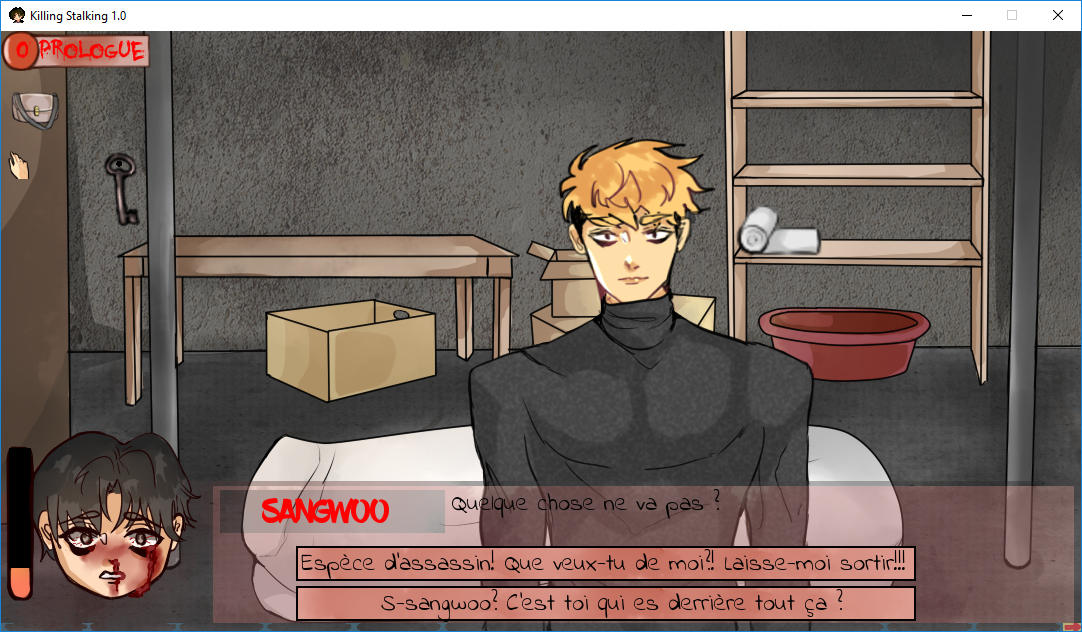 Killing Stalking 1.0
0 PROLOGUE
SANGWOO
Quelque chose ne va pas ?
Espèce d'assassin! Que veux-tu de moi?! Laisse-moi sortir!!!
S-sangwoo? C'est toi qui es derrière tout ça ?